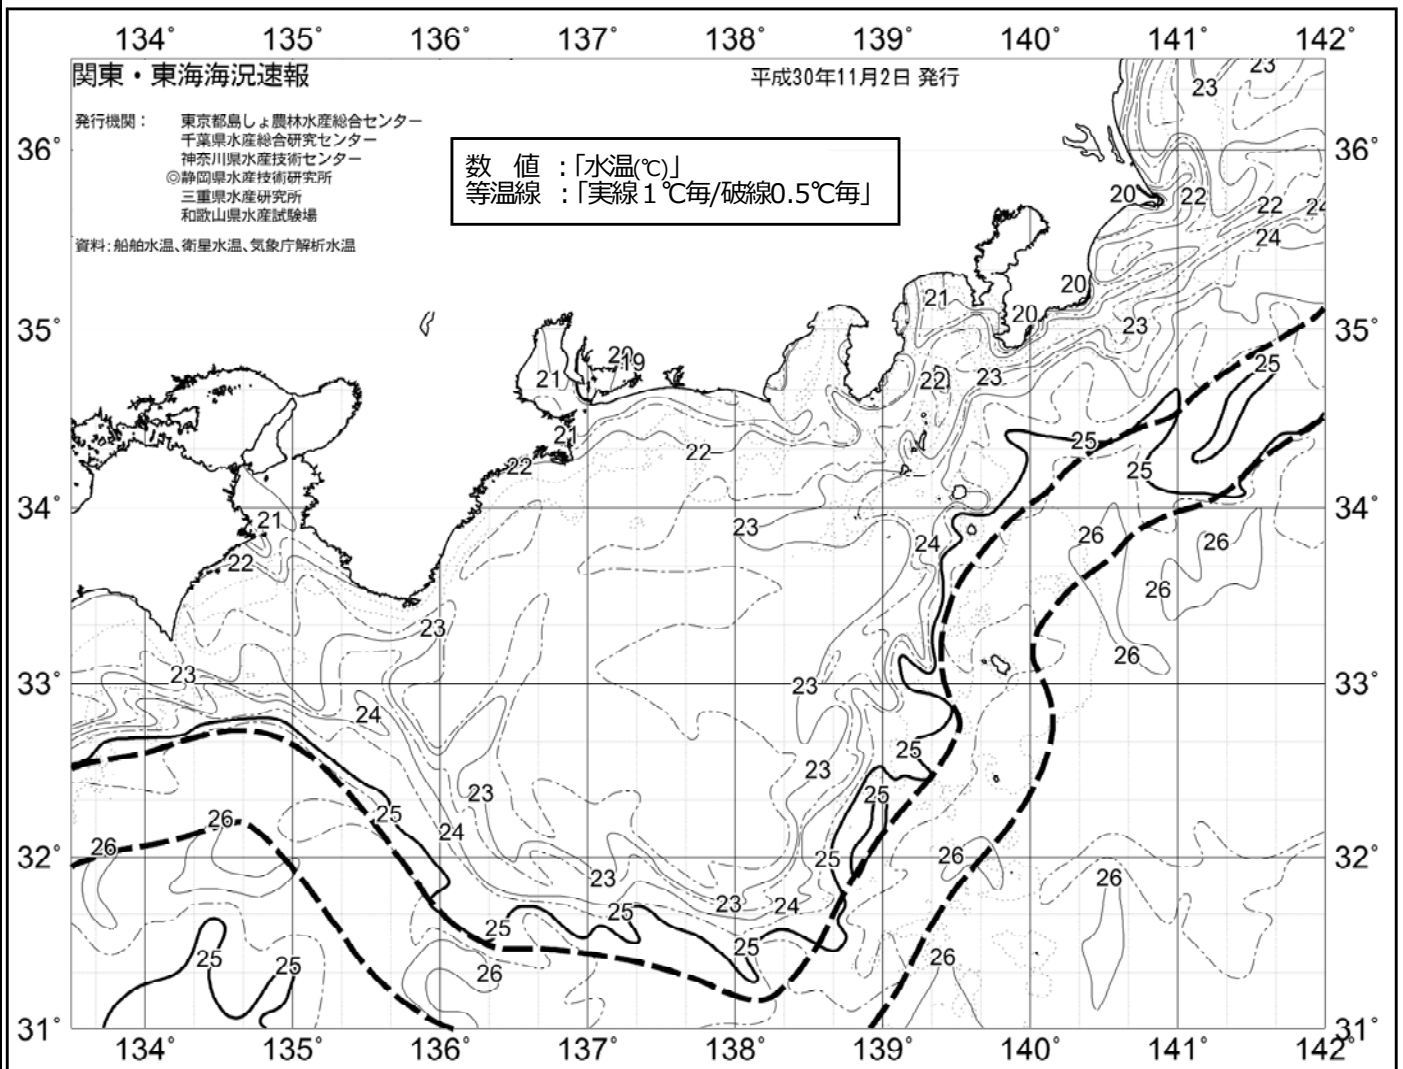 134° 135° 136° 137° 138° 139° 140° 141° 142°
関東・東海海況速報
平成30年11月2日 発行
発行機関： 東京都島しょ農林水産総合センター
千葉県水産総合研究センター
神奈川県水産技術センター
◎静岡県水産技術研究所
三重県水産研究所
和歌山県水産試験場
資料：船舶水温、衛星水温、気象庁解析水温
数 値 ：「水温(℃)」
等温線 ：「実線１℃毎/破線0.5℃毎」
23
23
36° 36°
20 22 22 24
24
20
21 20 23
35° 35°
20 19
21 22 23 25
21 25
22 22 25
34° 34°
21 23 26 26
22 24
26
23 26
23 23
33° 33°
24
25
23
23 25
26 25
24
26 32° 26 32°
25
23 26
23 24
25 25
25
25 25 26 26
31° 31°
134° 135° 136° 137° 138° 139° 140° 141° 142°